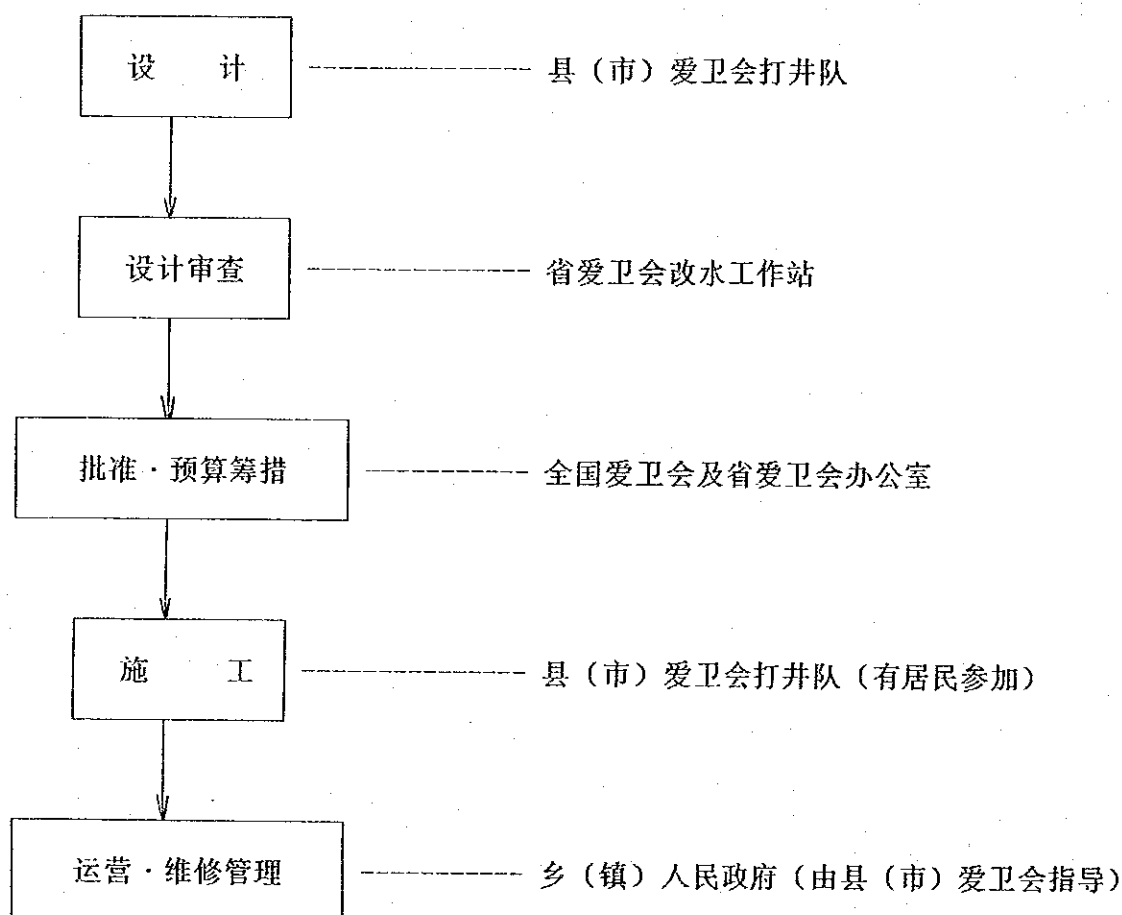 设 计 县（市）爱卫会打井队
设计审查 省爱卫会改水工作站
批准·预算筹措 全国爱卫会及省爱卫会办公室
施 工 县（市）爱卫会打井队（有居民参加）
运营·维修管理 乡（镇）人民政府（由县（市）爱卫会指导）